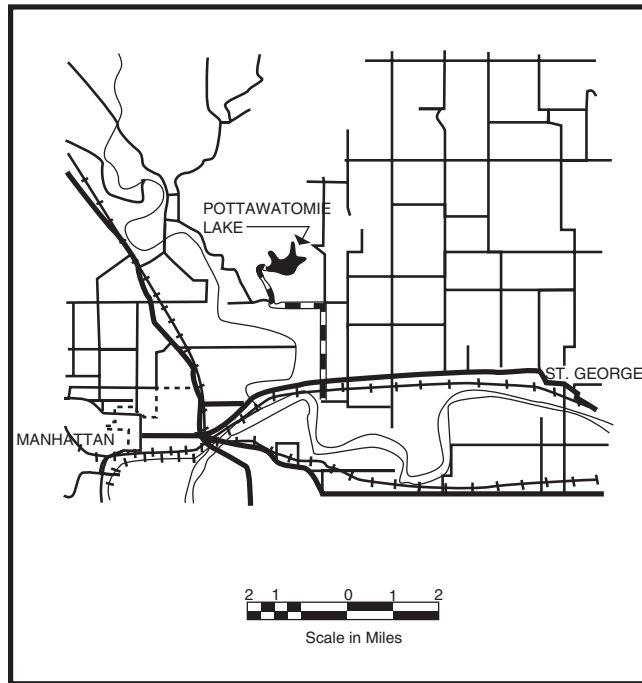 POTTAWATOMIE
LAKE
ST. GEORGE
MANHATTAN
2 1 0 1 2
Scale in Miles